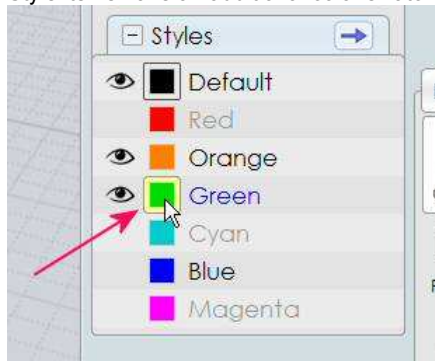 Styles
Default
Red
Orange
Green
Cyan
Blue
Magenta